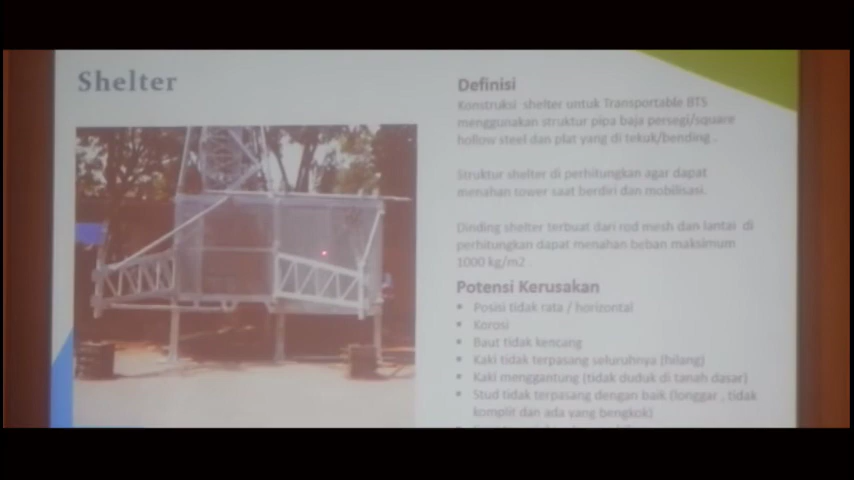 Shelter
Definisi
Konstruksi shelter untuk Transportable BTS
menggunakan struktur pipa baja persegi/square
hollow steel dan plat yang di tekuk/bending .
Struktur shelter di perhitungkan agar dapat
menahan tower saat berdiri dan mobilisasi.
Dinding shelter terbuat dari rod mesh dan lantai di
perhitungkan dapat menahan beban maksimum
1000 kg/m2
Potensi Kerusakan
Posisi tidak rata / horizontal
Korosi
Baut tidak kencang
Kaki tidak terpasang seluruhnya (hilang)
Kaki menggantung (tidak duduk di tanah dasar)
Stud tidak terpasang dengan baik (longgar , tidak
komplit dan ada yang bengkok)